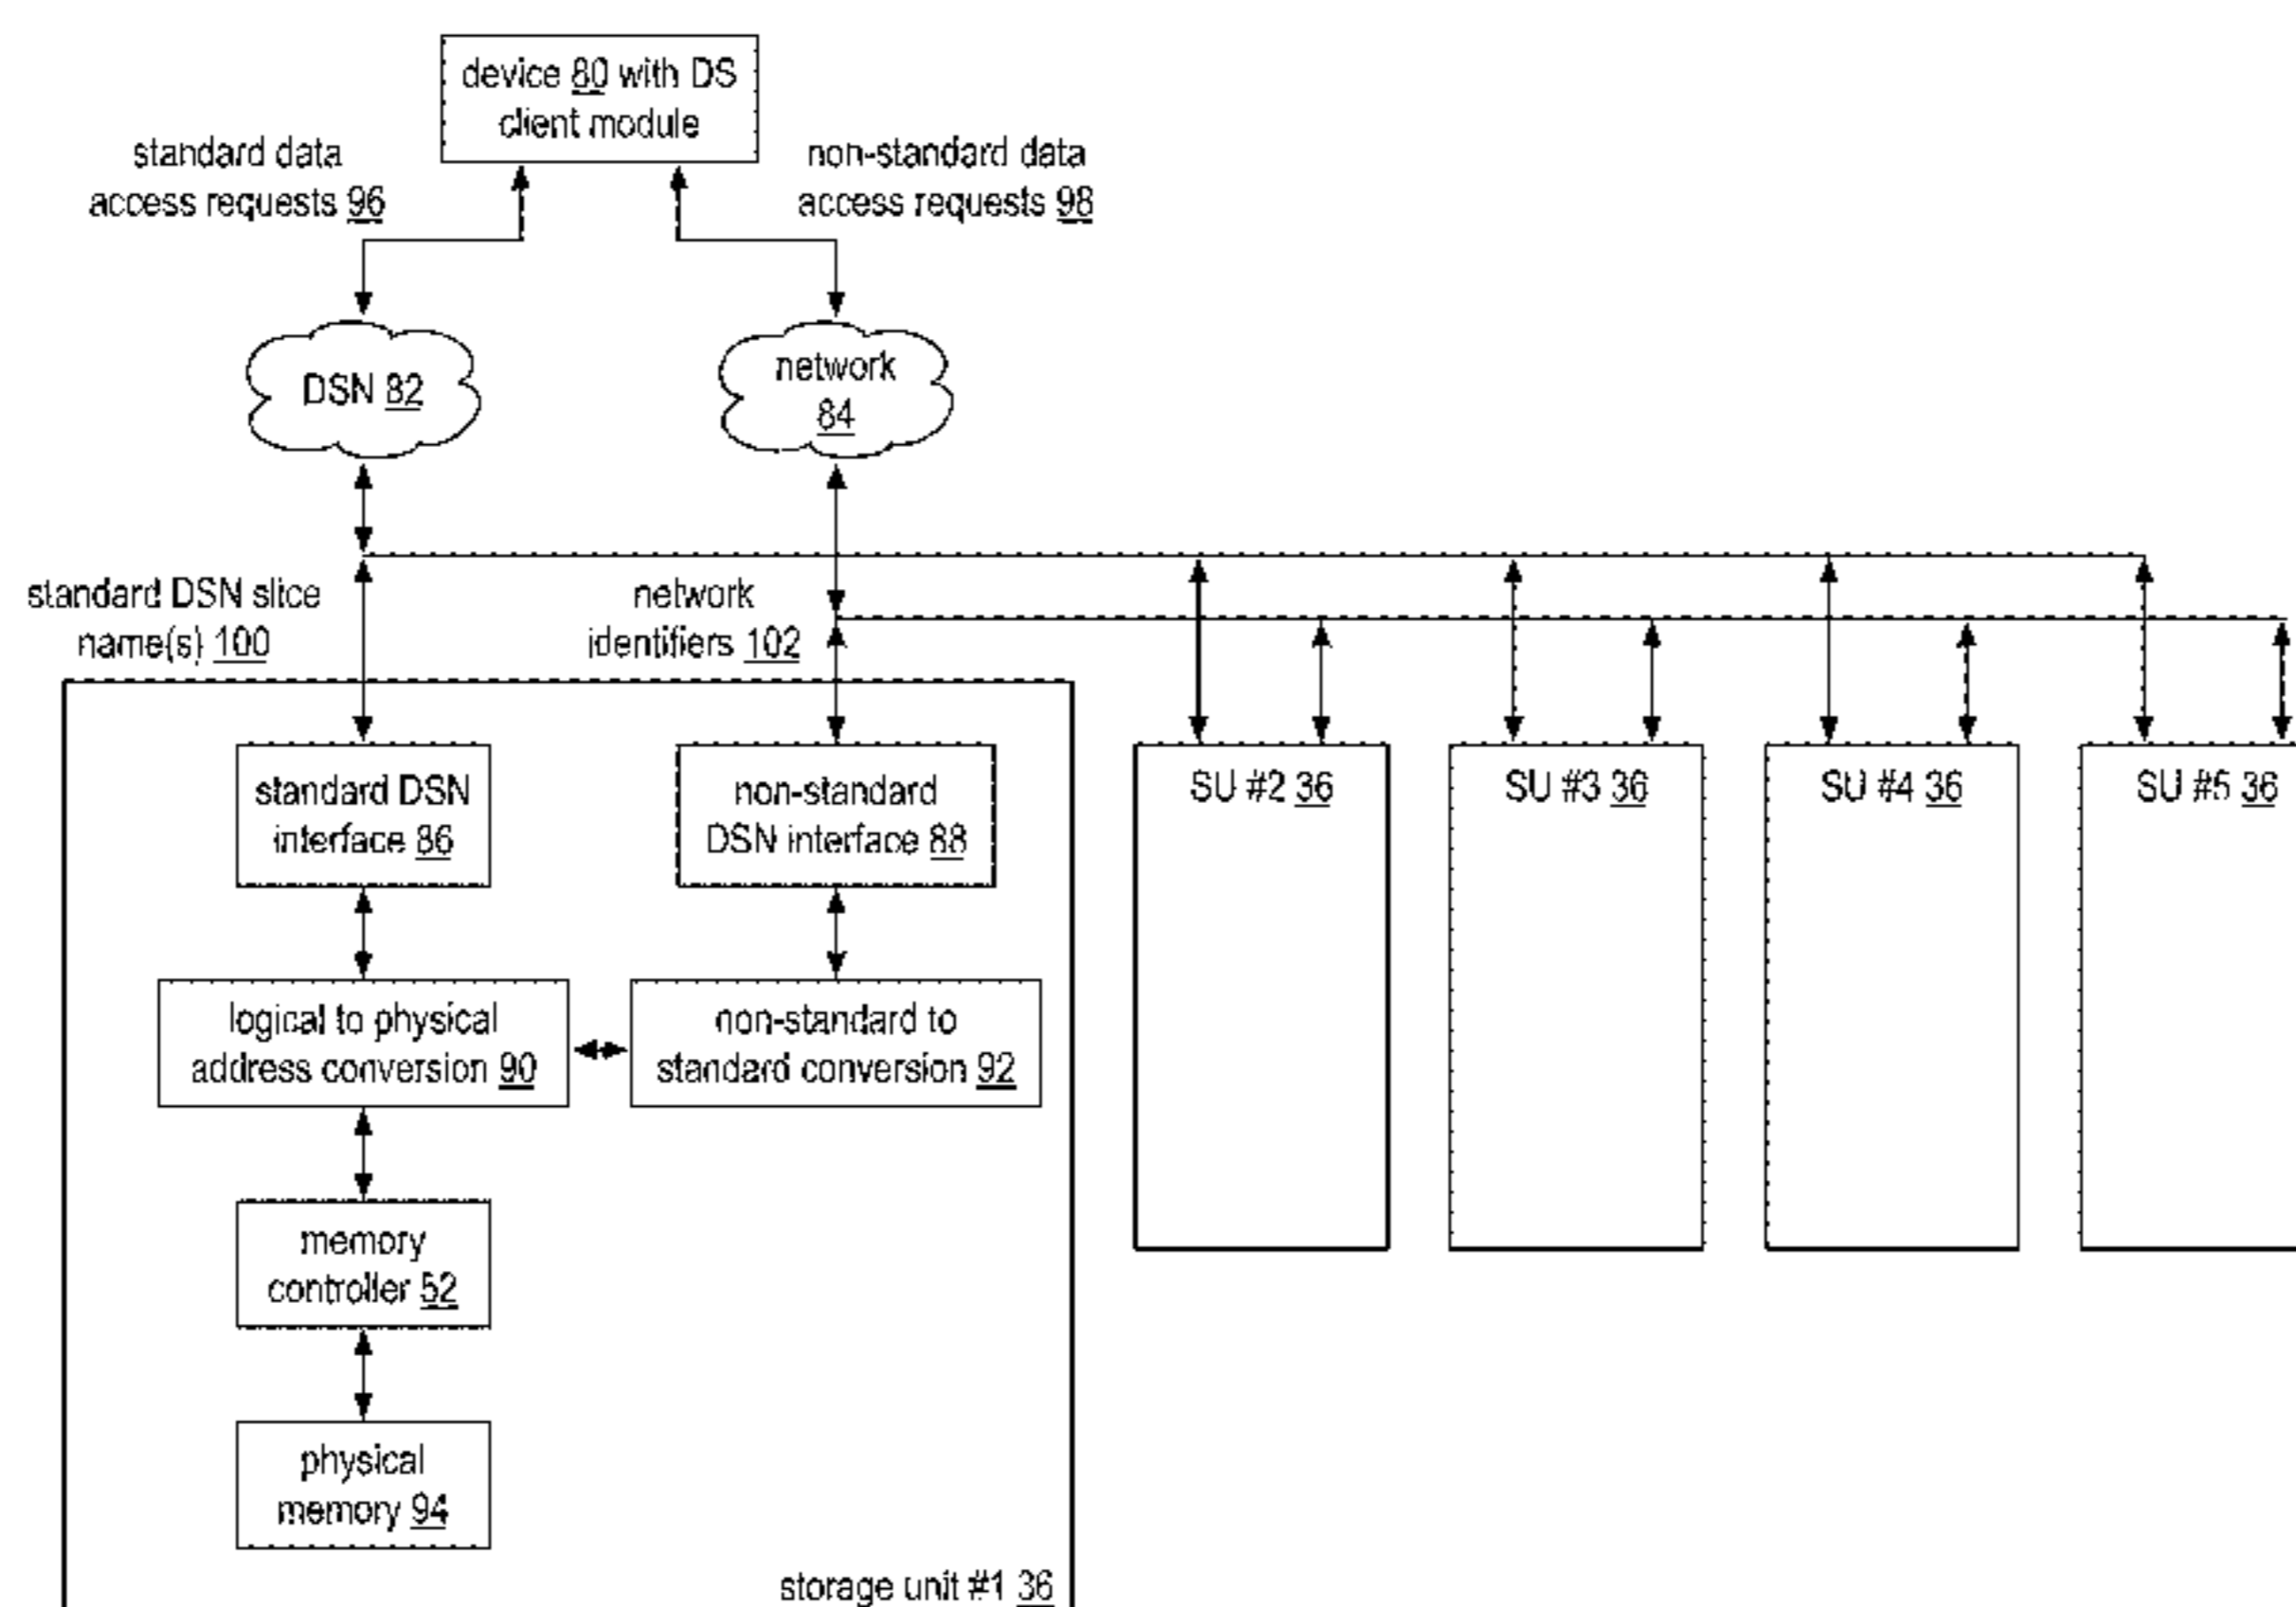 device 80 with DS
client module
standard data
access requests 96
non-standard data
access requests 98
DSN 82
network
84
standard DSN slice
name(s) 100
network
identifiers 102
standard DSN
interface 86
non-standard
DSN interface 88
SU #2 36
SU #3 36
SU #4 36
SU #5 36
logical to physical
address conversion 90
non-standard to
standard conversion 92
memory
controller 52
physical
memory 94
storage unit #1 36